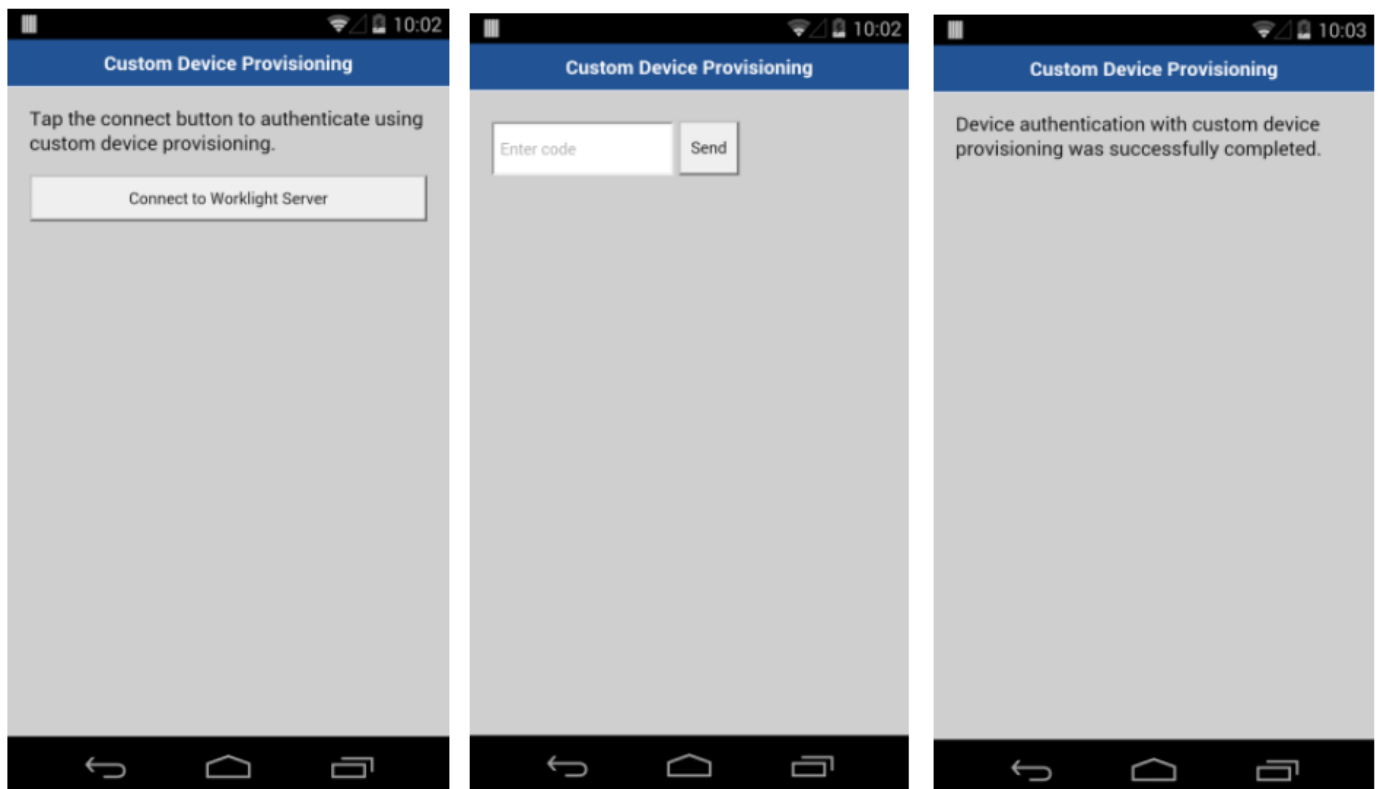 10:02
Custom Device Provisioning
Tap the connect button to authenticate using
custom device provisioning.
Connect to Worklight Server
10:02
Custom Device Provisioning
Enter code
Send
10:03
Custom Device Provisioning
Device authentication with custom device
provisioning was successfully completed.